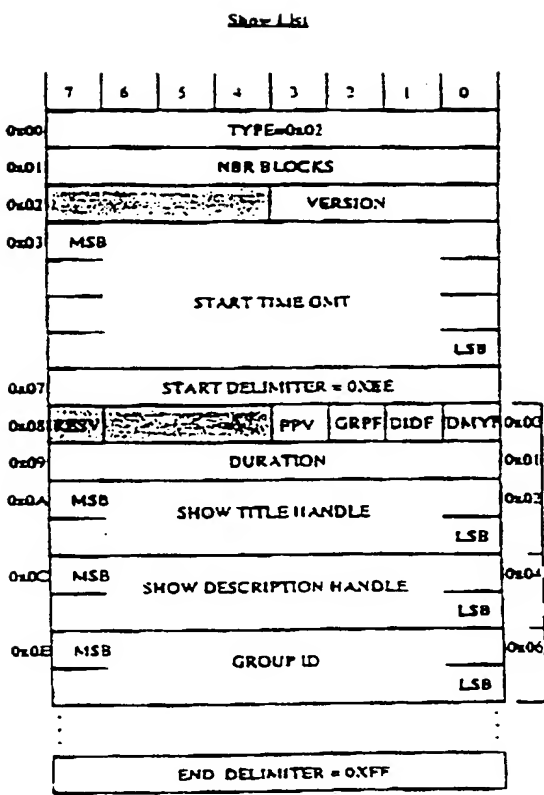 Show List
7 6 5 4 3 2 1 0
0x00 TYPE=0x02
0x01 NBR BLOCKS
0x02 VERSION
0x03 MSB
START TIME GMT
LSB
0x07 START DELIMITER = 0XEE
0x08 RESV PPV GRPF DIDF DMYF 0x00
0x09 DURATION 0x01
0x0A MSB 0x02
SHOW TITLE HANDLE
LSB
0x0C MSB 0x04
SHOW DESCRIPTION HANDLE
LSB
0x0E MSB 0x06
GROUP ID
LSB
END DELIMITER = 0XFF